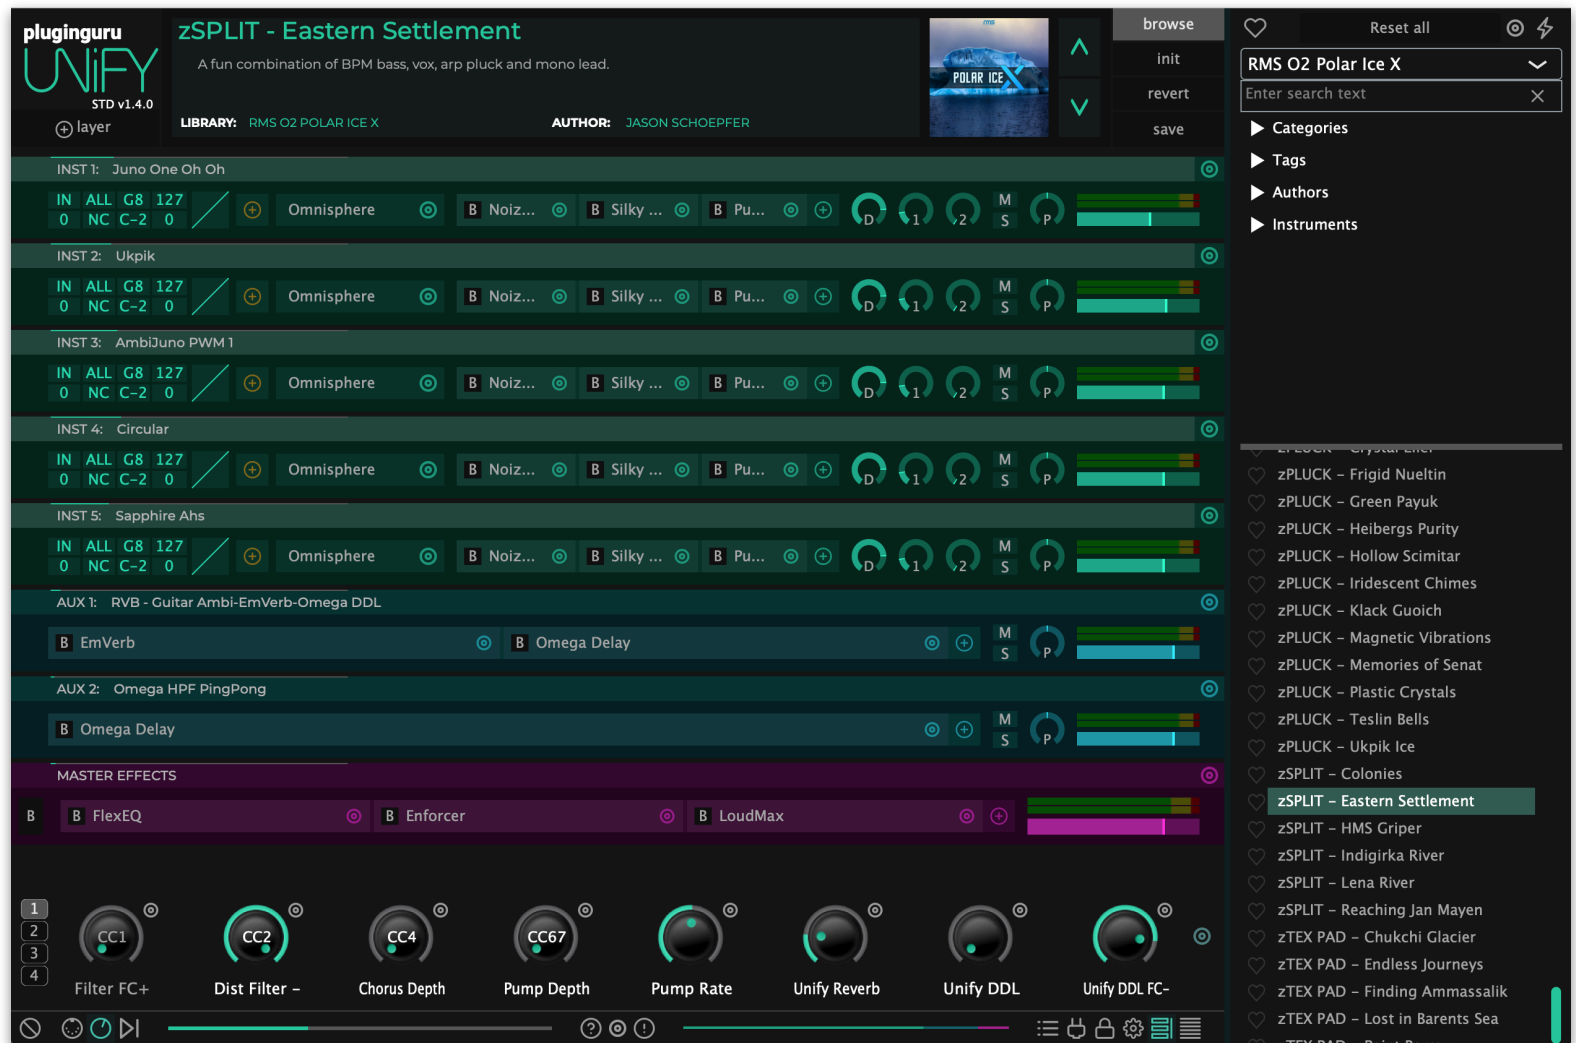 pluginguru
UNiFY
STD v1.4.0
layer
zSPLIT - Eastern Settlement
A fun combination of BPM bass, vox, arp pluck and mono lead.
LIBRARY: RMS O2 POLAR ICE X
AUTHOR: JASON SCHOEPFER
rms
POLAR ICE X
browse
init
revert
save
INST 1: Juno One Oh Oh
IN ALL G8 127
0 NC C-2 0
Omnisphere
B Noiz...
B Silky ...
B Pu...
D 1 2
M
S
P
INST 2: Ukpik
IN ALL G8 127
0 NC C-2 0
Omnisphere
B Noiz...
B Silky ...
B Pu...
D 1 2
M
S
P
INST 3: AmbiJuno PWM 1
IN ALL G8 127
0 NC C-2 0
Omnisphere
B Noiz...
B Silky ...
B Pu...
D 1 2
M
S
P
INST 4: Circular
IN ALL G8 127
0 NC C-2 0
Omnisphere
B Noiz...
B Silky ...
B Pu...
D 1 2
M
S
P
INST 5: Sapphire Ahs
IN ALL G8 127
0 NC C-2 0
Omnisphere
B Noiz...
B Silky ...
B Pu...
D 1 2
M
S
P
AUX 1: RVB - Guitar Ambi-EmVerb-Omega DDL
B EmVerb
B Omega Delay
M
S
P
AUX 2: Omega HPF PingPong
B Omega Delay
M
S
P
MASTER EFFECTS
B
B FlexEQ
B Enforcer
B LoudMax
1
2
3
4
CC1
Filter FC+
CC2
Dist Filter -
CC4
Chorus Depth
CC67
Pump Depth
Pump Rate
Unify Reverb
Unify DDL
Unify DDL FC-
Reset all
RMS O2 Polar Ice X
Enter search text
Categories
Tags
Authors
Instruments
zPLUCK – Frigid Nueltin
zPLUCK – Green Payuk
zPLUCK – Heibergs Purity
zPLUCK – Hollow Scimitar
zPLUCK – Iridescent Chimes
zPLUCK – Klack Guoich
zPLUCK – Magnetic Vibrations
zPLUCK – Memories of Senat
zPLUCK – Plastic Crystals
zPLUCK – Teslin Bells
zPLUCK – Ukpik Ice
zSPLIT – Colonies
zSPLIT – Eastern Settlement
zSPLIT – HMS Griper
zSPLIT – Indigirka River
zSPLIT – Lena River
zSPLIT – Reaching Jan Mayen
zTEX PAD – Chukchi Glacier
zTEX PAD – Endless Journeys
zTEX PAD – Finding Ammassalik
zTEX PAD – Lost in Barents Sea